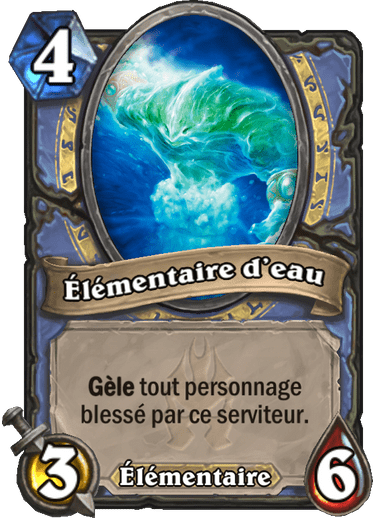 4
Élémentaire d'eau
Gèle tout personnage
blessé par ce serviteur.
3
Élémentaire
6